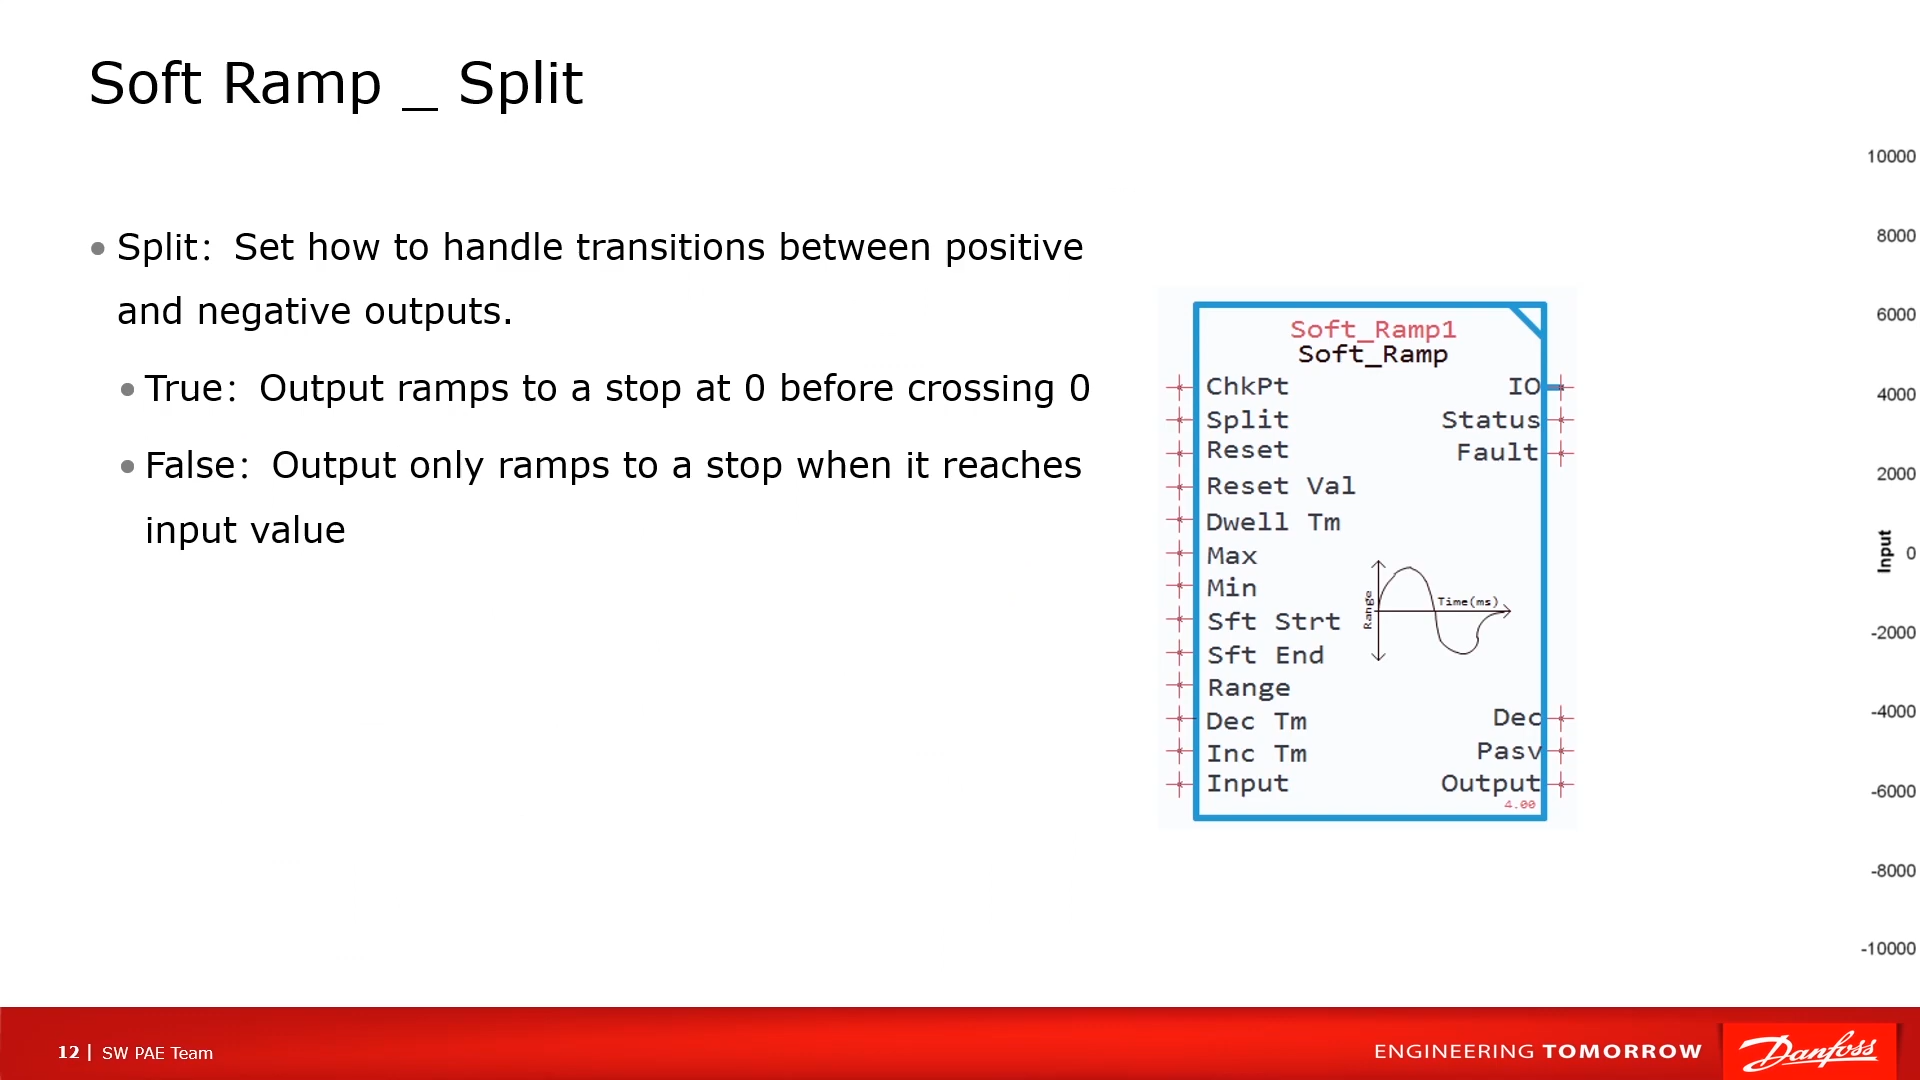 Soft Ramp _ Split
• Split: Set how to handle transitions between positive
and negative outputs.
• True: Output ramps to a stop at 0 before crossing 0
• False: Output only ramps to a stop when it reaches
input value
Soft_Ramp1
Soft_Ramp
ChkPt IO
Split Status
Reset Fault
Reset Val
Dwell Tm
Max
Min
Sft Strt
Sft End
Range
Dec Tm Dec
Inc Tm Pasv
Input Output
4.00
Range
Time(ms)
10000
8000
6000
4000
2000
0
-2000
-4000
-6000
-8000
-10000
Input
12 | SW PAE Team
ENGINEERING TOMORROW
Danfoss